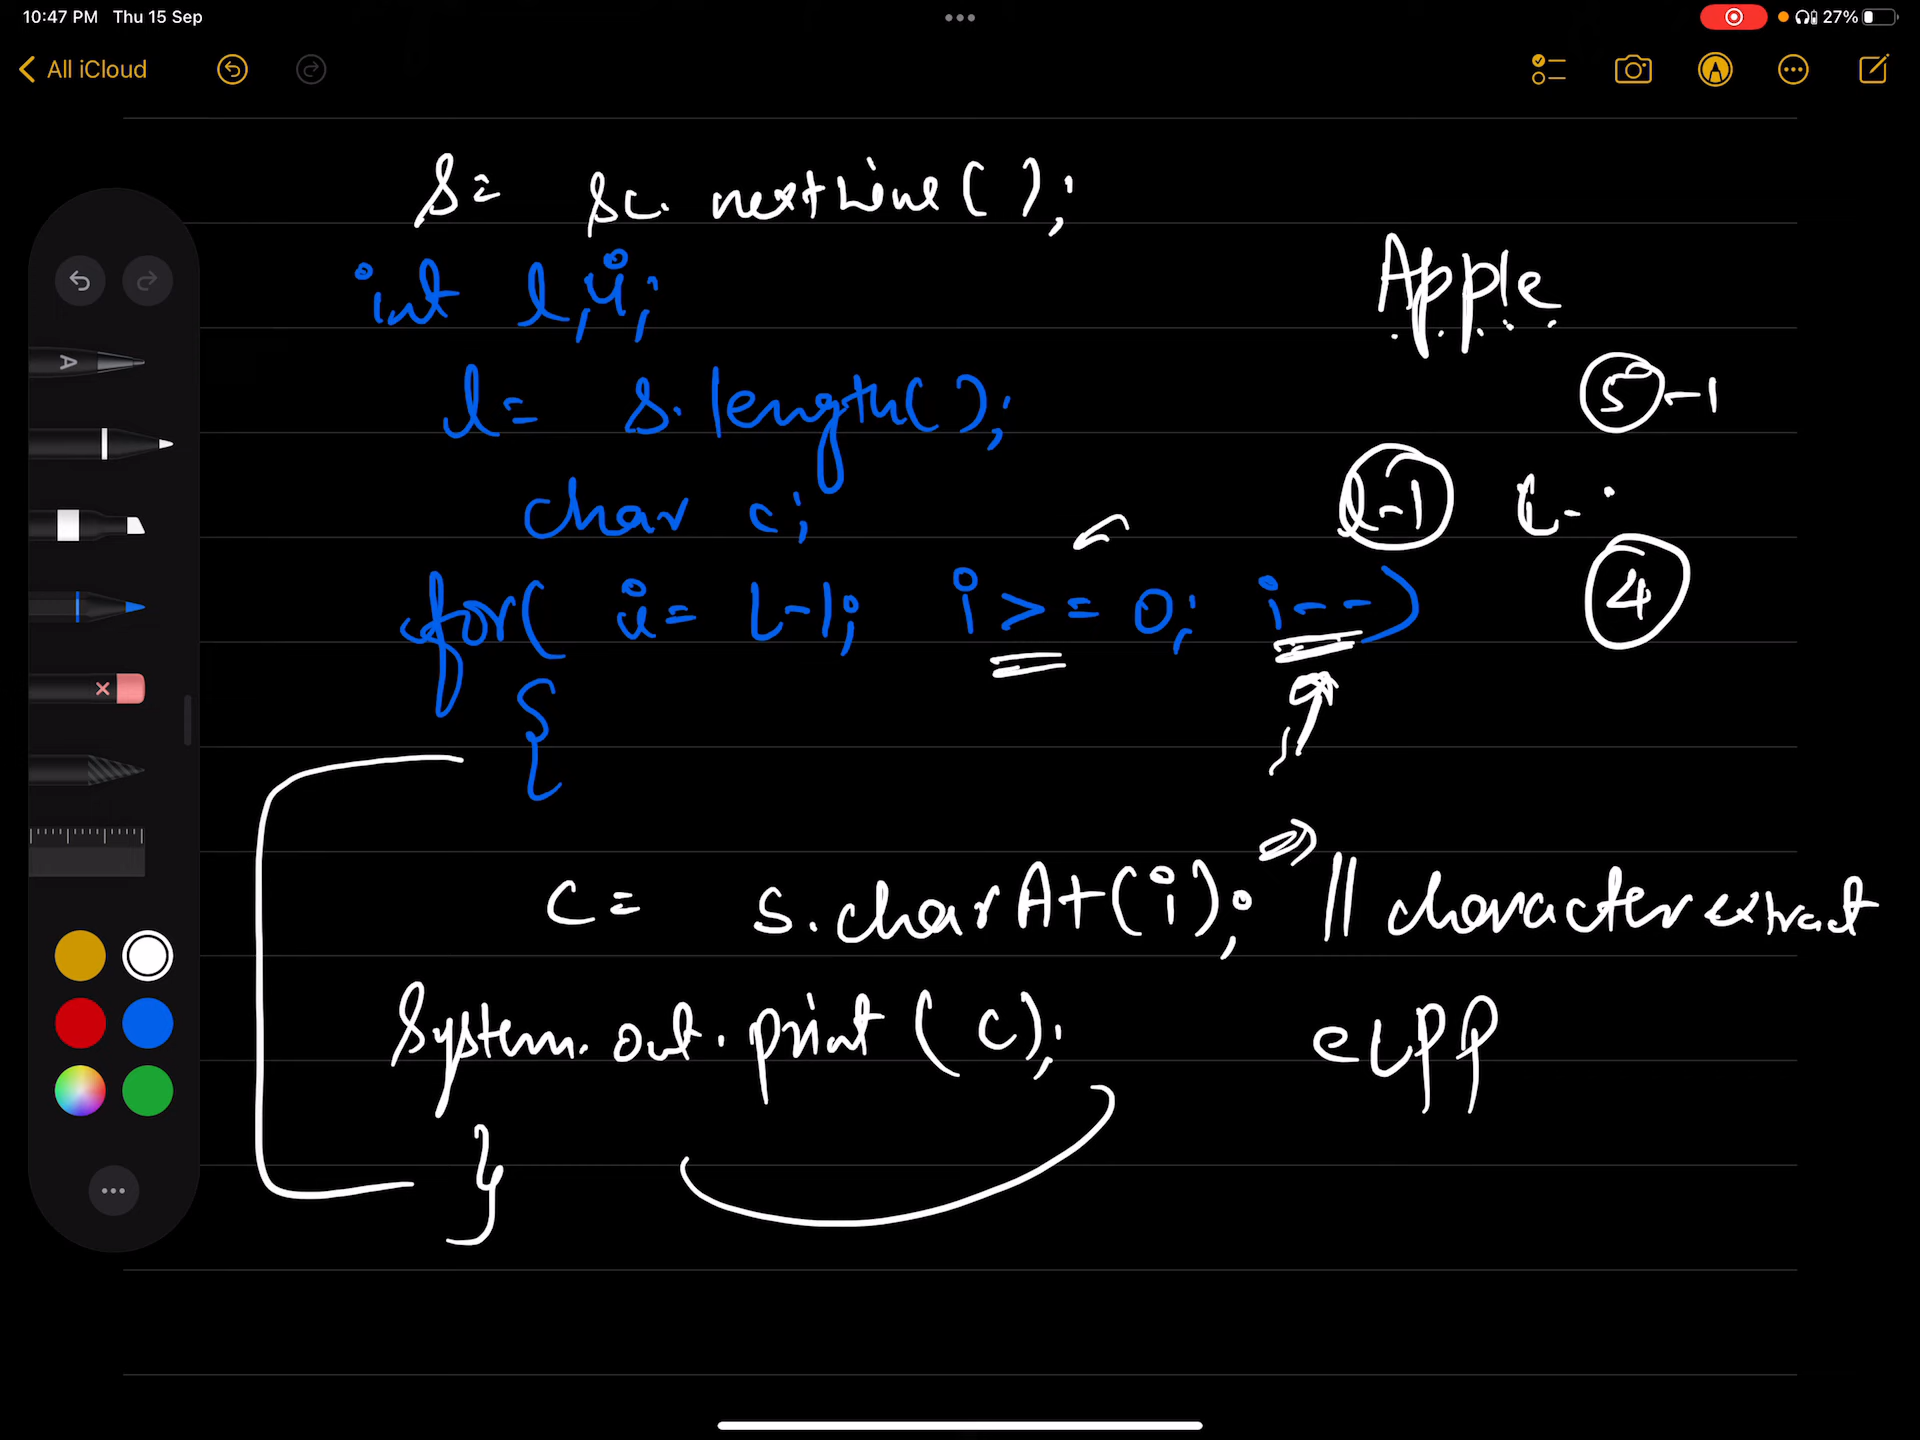 10:47 PM Thu 15 Sep
27%
All iCloud
S= Sc. nextLine( );
int l, i;
Apple
l= s. length( );
5-1
char c;
l-1
l-
for( i= l-1; i >= 0; i--)
4
{
c= s.charAt(i); // character extract
System. out. print ( c );
elpp
}